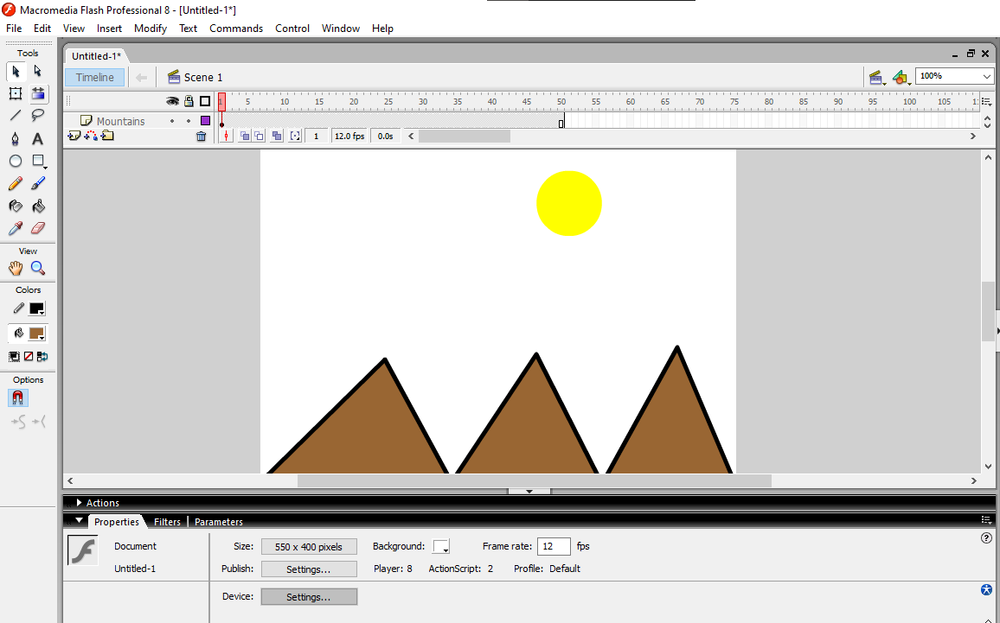 Macromedia Flash Professional 8 - [Untitled-1*]
File Edit View Insert Modify Text Commands Control Window Help
Tools
Untitled-1*
Timeline
Scene 1
100%
1 5 10 15 20 25 30 35 40 45 50 55 60 65 70 75 80 85 90 95 100 105
Mountains
1 12.0 fps 0.0s
View
Colors
Options
Actions
Properties Filters Parameters
Document
Size: 550 x 400 pixels Background: Frame rate: 12 fps
Untitled-1
Publish: Settings... Player: 8 ActionScript: 2 Profile: Default
Device: Settings...